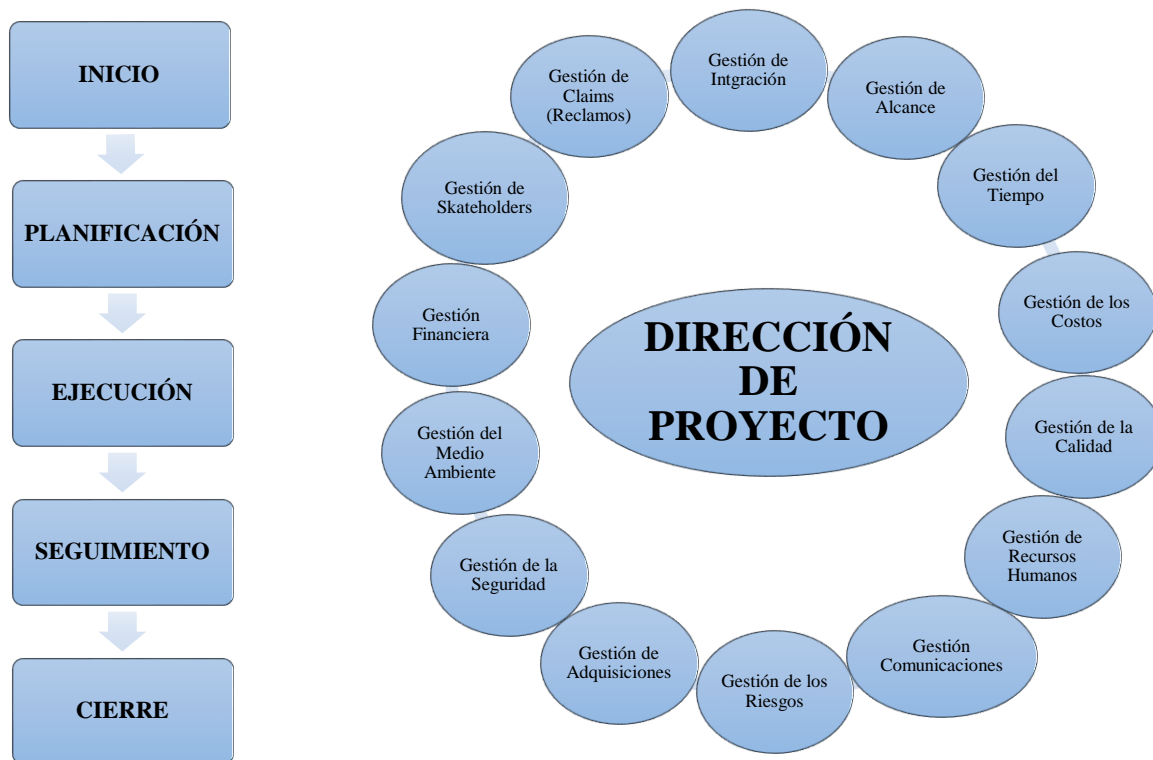 INICIO
PLANIFICACIÓN
EJECUCIÓN
SEGUIMIENTO
CIERRE
DIRECCIÓN
DE
PROYECTO
Gestión de
Intgración
Gestión de
Alcance
Gestión del
Tiempo
Gestión de los
Costos
Gestión de la
Calidad
Gestión de
Recursos
Humanos
Gestión
Comunicaciones
Gestión de los
Riesgos
Gestión de
Adquisiciones
Gestión de la
Seguridad
Gestión del
Medio
Ambiente
Gestión
Financiera
Gestión de
Skateholders
Gestión de
Claims
(Reclamos)